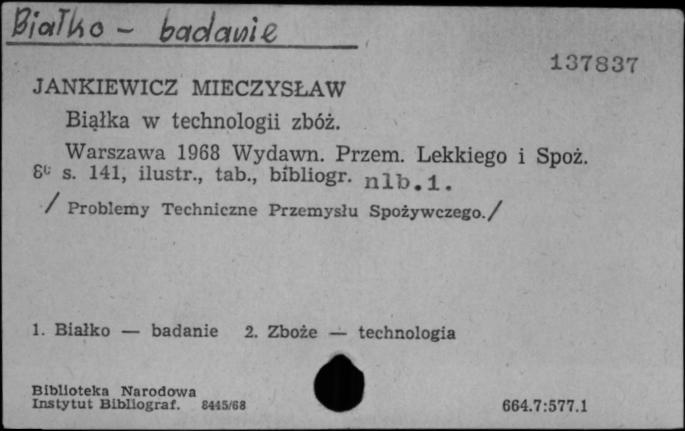 Białko - badanie
137837
JANKIEWICZ MIECZYSŁAW
Biąłka w technologii zbóż.
Warszawa 1968 Wydawn. Przem. Lekkiego i Spoż.
8° s. 141, ilustr., tab., bibliogr. nlb.1.
/ Problemy Techniczne Przemysłu Spożywczego./
1. Białko — badanie 2. Zboże — technologia
Biblioteka Narodowa
Instytut Bibliograf. 8445/68
664.7:577.1